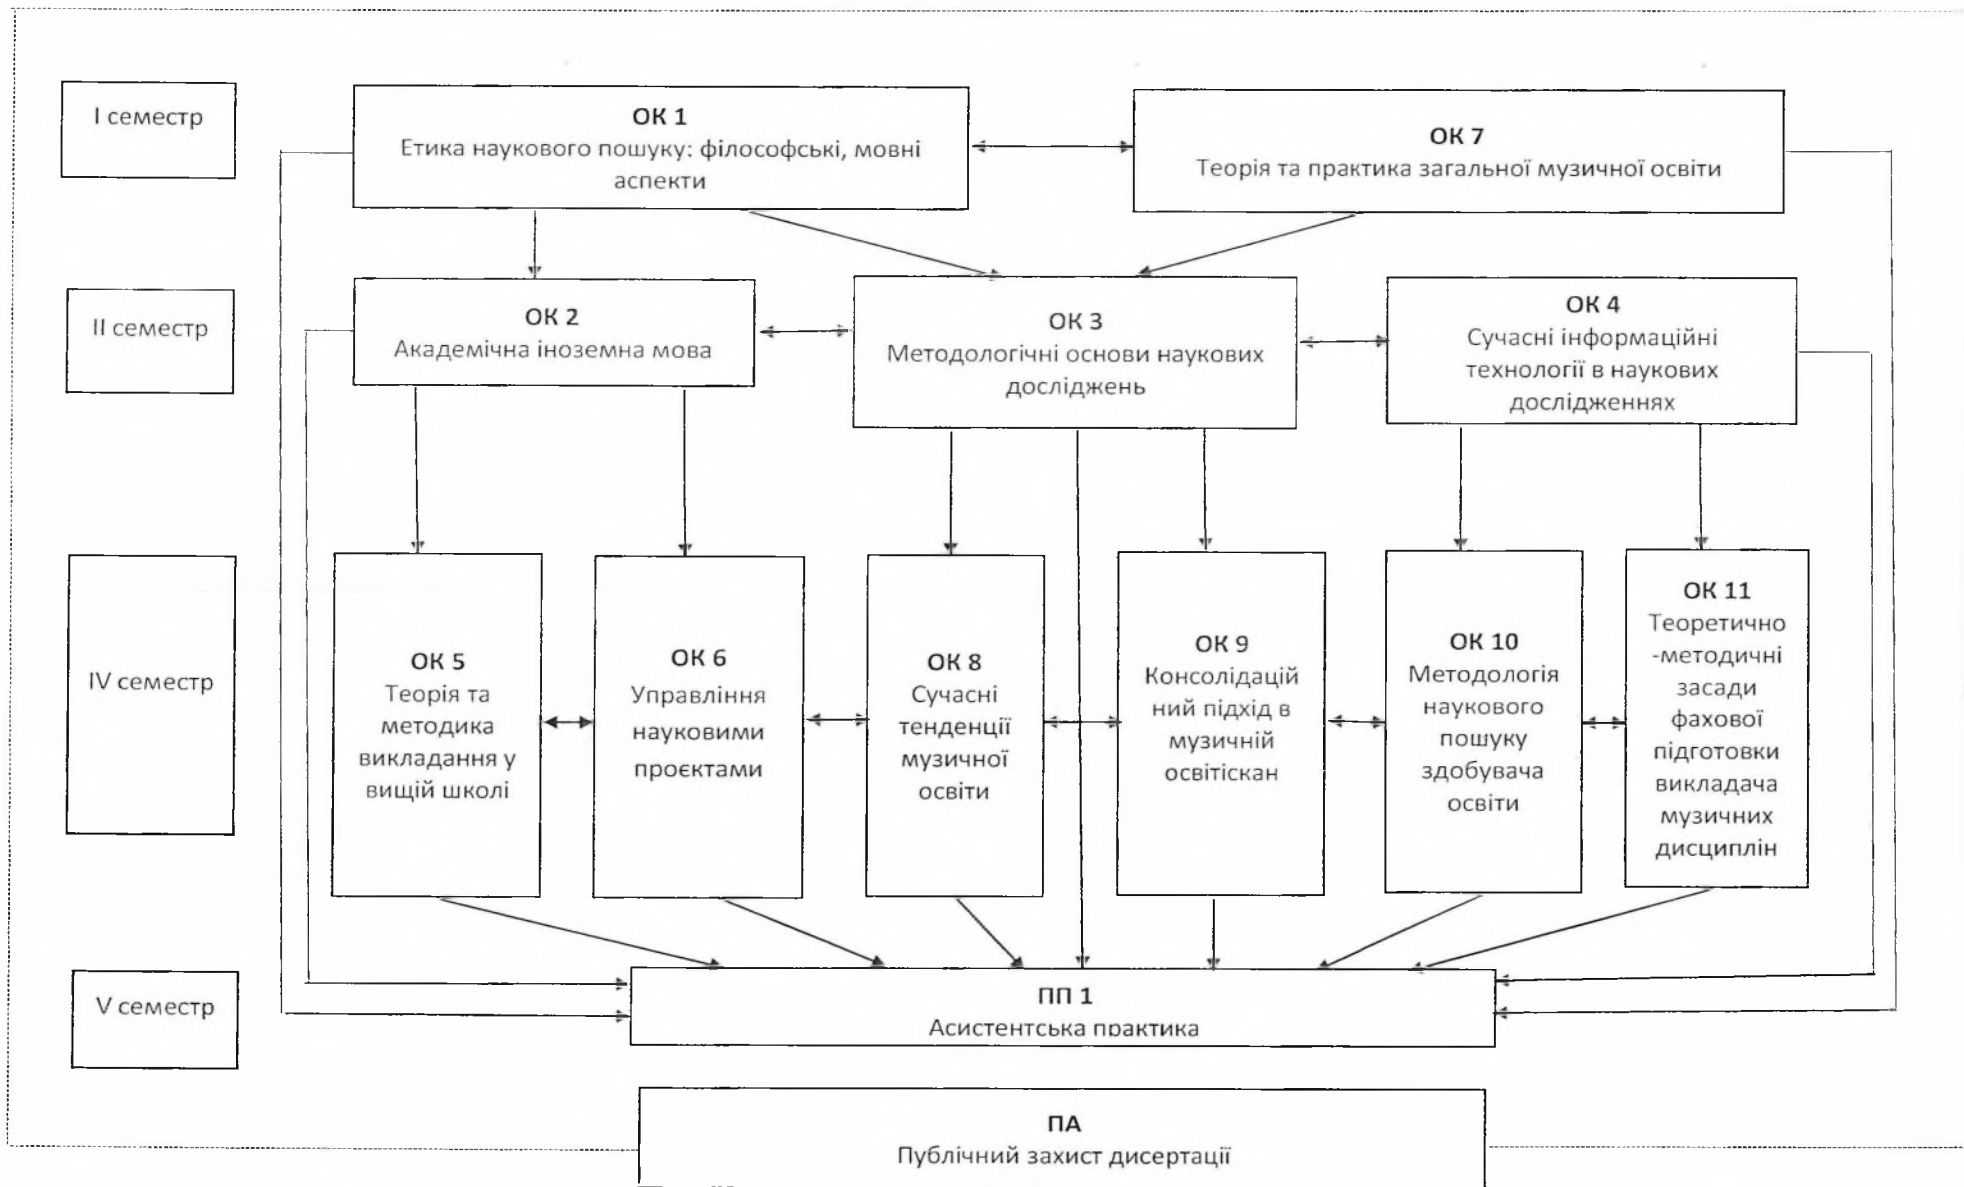 І семестр
ОК 1
Етика наукового пошуку: філософські, мовні
аспекти
ОК 7
Теорія та практика загальної музичної освіти
ІІ семестр
ОК 2
Академічна іноземна мова
ОК 3
Методологічні основи наукових
досліджень
ОК 4
Сучасні інформаційні
технології в наукових
дослідженнях
ІV семестр
ОК 5
Теорія та
методика
викладання у
вищій школі
ОК 6
Управління
науковими
проєктами
ОК 8
Сучасні
тенденції
музичної
освіти
ОК 9
Консолідацій
ний підхід в
музичній
освітіскан
ОК 10
Методологія
наукового
пошуку
здобувача
освіти
ОК 11
Теоретично
-методичні
засади
фахової
підготовки
викладача
музичних
дисциплін
V семестр
ПП 1
Асистентська практика
ПА
Публічний захист дисертації